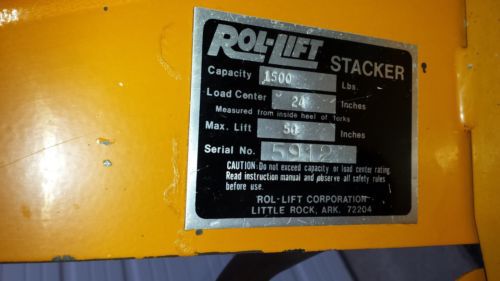 ROL-LIFT STACKER
Capacity 1500 Lbs.
Load Center 24 Inches
Measured from inside heel of forks
Max. Lift 50 Inches
Serial No.
CAUTION: Do not exceed capacity or load center rating.
Read instruction manual and observe all safety rules
before use.
ROL-LIFT CORPORATION
LITTLE ROCK, ARK. 72204